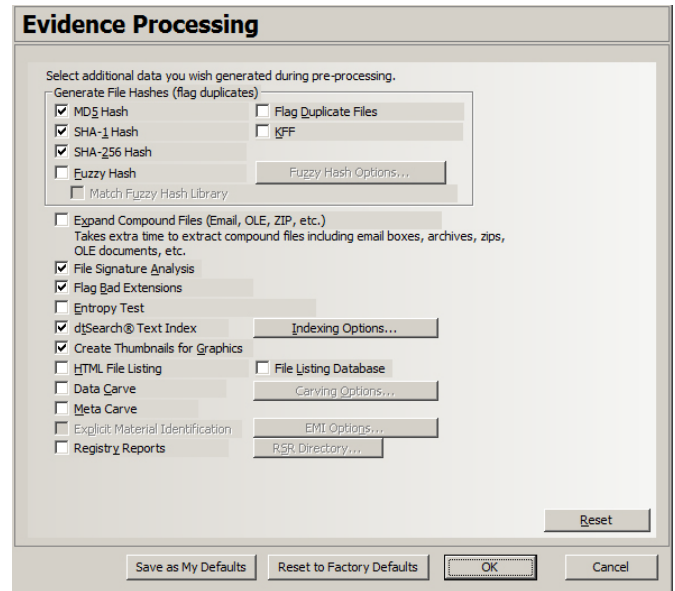 Evidence Processing
Select additional data you wish generated during pre-processing.
Generate File Hashes (flag duplicates)
MD5 Hash
Flag Duplicate Files
SHA-1 Hash
KFF
SHA-256 Hash
Fuzzy Hash
Fuzzy Hash Options...
Match Fuzzy Hash Library
Expand Compound Files (Email, OLE, ZIP, etc.)
Takes extra time to extract compound files including email boxes, archives, zips,
OLE documents, etc.
File Signature Analysis
Flag Bad Extensions
Entropy Test
dtSearch® Text Index
Indexing Options...
Create Thumbnails for Graphics
HTML File Listing
File Listing Database
Data Carve
Carving Options...
Meta Carve
Explicit Material Identification
EMI Options...
Registry Reports
RSR Directory...
Reset
Save as My Defaults
Reset to Factory Defaults
OK
Cancel